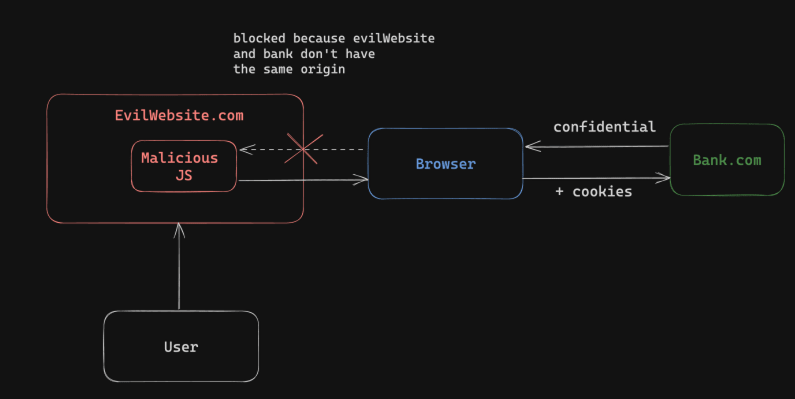 blocked because evilWebsite
and bank don't have
the same origin
EvilWebsite.com
Malicious
JS
Browser
confidential
Bank.com
+ cookies
User